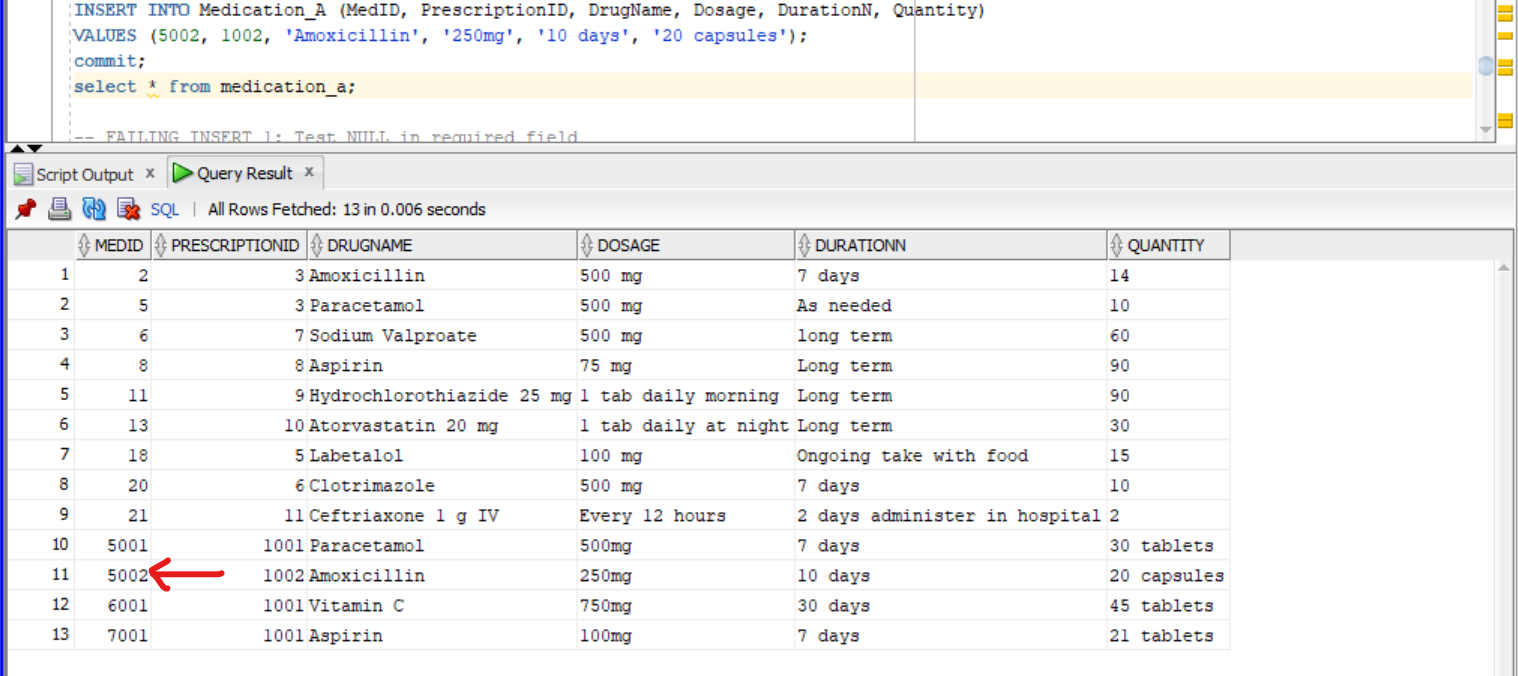 INSERT INTO Medication_A (MedID, PrescriptionID, DrugName, Dosage, DurationN, Quantity)
VALUES (5002, 1002, 'Amoxicillin', '250mg', '10 days', '20 capsules');
commit;
select * from medication_a;
-- FAILING INSERT 1: Test NULL in required field
Script Output x Query Result x
SQL | All Rows Fetched: 13 in 0.006 seconds
MEDID PRESCRIPTIONID DRUGNAME DOSAGE DURATIONN QUANTITY
1 2 3 Amoxicillin 500 mg 7 days 14
2 5 3 Paracetamol 500 mg As needed 10
3 6 7 Sodium Valproate 500 mg long term 60
4 8 8 Aspirin 75 mg Long term 90
5 11 9 Hydrochlorothiazide 25 mg 1 tab daily morning Long term 90
6 13 10 Atorvastatin 20 mg 1 tab daily at night Long term 30
7 18 5 Labetalol 100 mg Ongoing take with food 15
8 20 6 Clotrimazole 500 mg 7 days 10
9 21 11 Ceftriaxone 1 g IV Every 12 hours 2 days administer in hospital 2
10 5001 1001 Paracetamol 500mg 7 days 30 tablets
11 5002 1002 Amoxicillin 250mg 10 days 20 capsules
12 6001 1001 Vitamin C 750mg 30 days 45 tablets
13 7001 1001 Aspirin 100mg 7 days 21 tablets